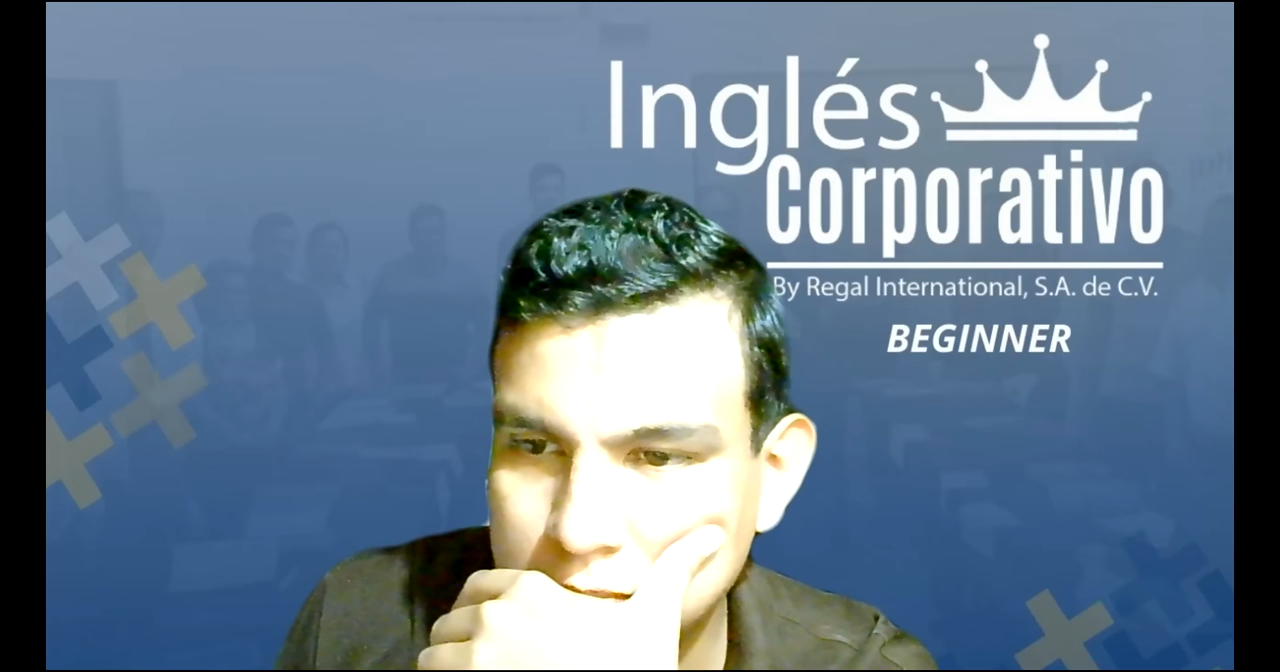 Inglés
Corporativo
By Regal International, S.A. de C.V.
BEGINNER